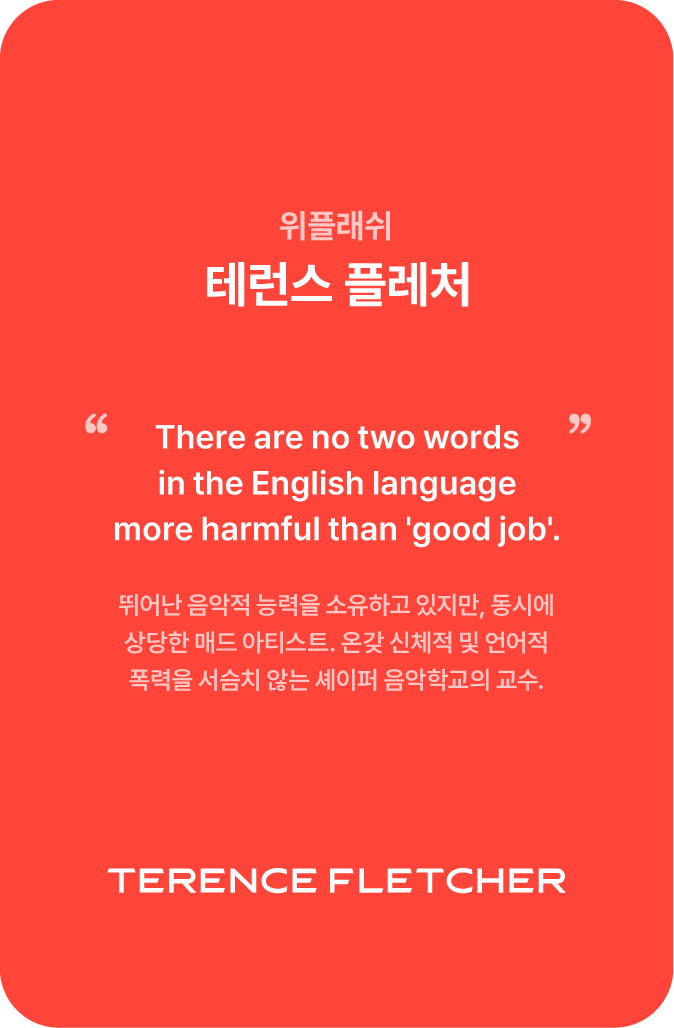 위플래쉬
테런스 플레쳐
“ There are no two words ”
in the English language
more harmful than 'good job'.
뛰어난 음악적 능력을 소유하고 있지만, 동시에
상당한 매드 아티스트. 온갖 신체적 및 언어적
폭력을 서슴치 않는 셰이퍼 음악학교의 교수.
TERENCE FLETCHER